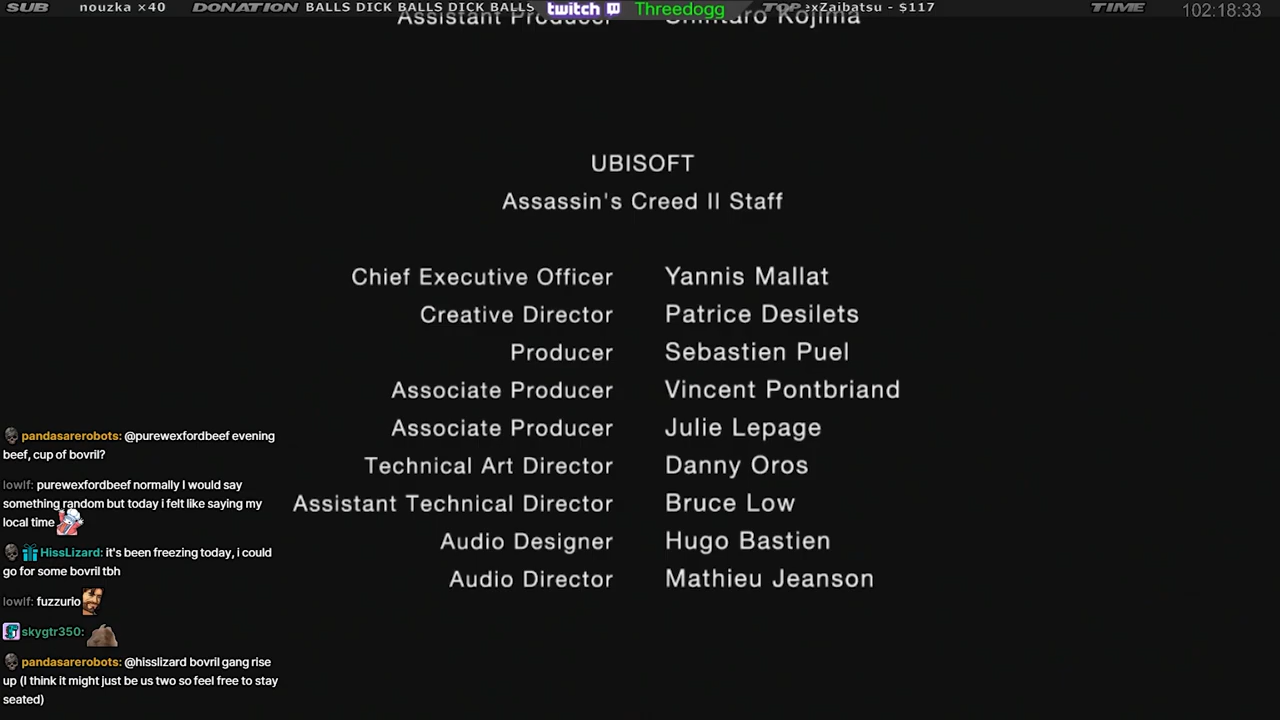 SUB nouzka ×40 DONATION BALLS DICK BALLS DICK BALLS twitch Threedogg TOP exZaibatsu - $117 TIME 102:18:33
Assistant Producer Shintaro Kojima
UBISOFT
Assassin's Creed II Staff
Chief Executive Officer Yannis Mallat
Creative Director Patrice Desilets
Producer Sebastien Puel
Associate Producer Vincent Pontbriand
Associate Producer Julie Lepage
Technical Art Director Danny Oros
Assistant Technical Director Bruce Low
Audio Designer Hugo Bastien
Audio Director Mathieu Jeanson
pandasarerobots: @purewexfordbeef evening
beef, cup of bovril?
lowlf: purewexfordbeef normally I would say
something random but today i felt like saying my
local time
HissLizard: it's been freezing today, i could
go for some bovril tbh
lowlf: fuzzurio
skygtr350:
pandasarerobots: @hisslizard bovril gang rise
up (I think it might just be us two so feel free to stay
seated)